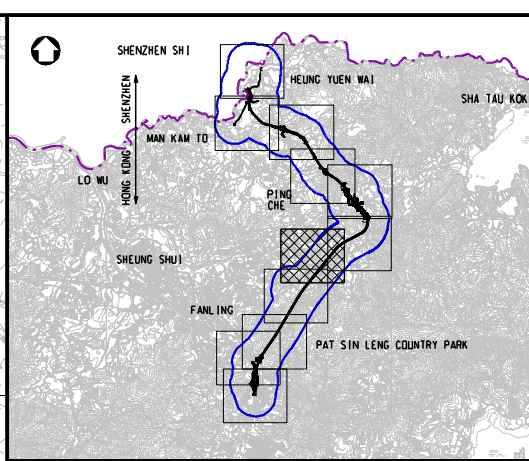 SHENZHEN SHI
HEUNG YUEN WAI
SHA TAU KOK
SHENZHEN
HONG KONG
MAN KAM TO
LO WU
PING
CHE
SHEUNG SHUI
FANLING
PAT SIN LENG COUNTRY PARK